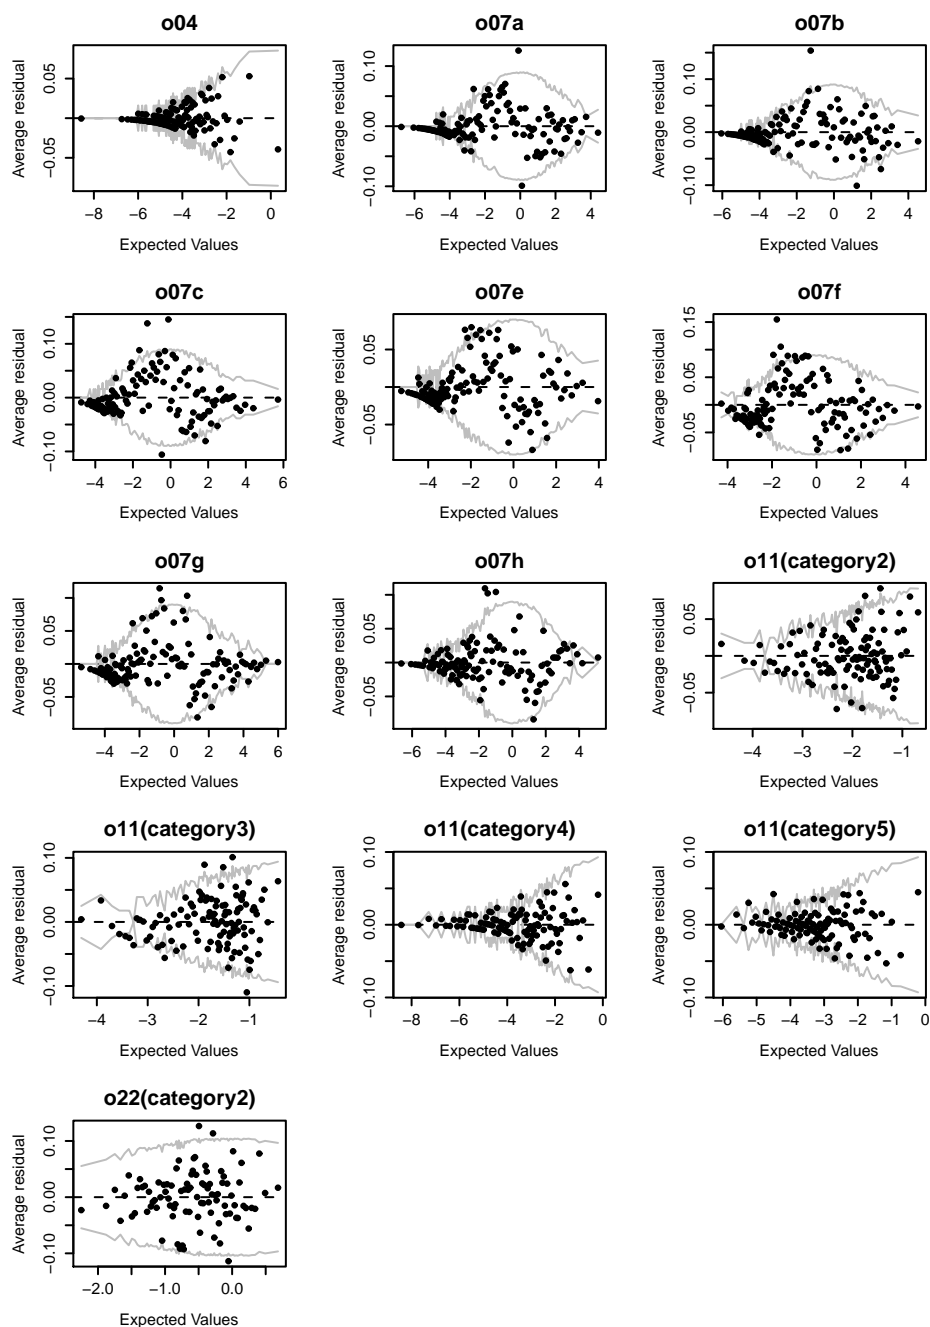 o04
Average residual
−0.05
0.05
−8 −6 −4 −2 0
Expected Values
o07a
Average residual
−0.10
0.00
0.10
−6 −4 −2 0 2 4
Expected Values
o07b
Average residual
−0.10
0.00
0.10
−6 −4 −2 0 2 4
Expected Values
o07c
Average residual
−0.10
0.00
0.10
−4 −2 0 2 4 6
Expected Values
o07e
Average residual
−0.05
0.05
−4 −2 0 2 4
Expected Values
o07f
Average residual
−0.05
0.05
0.15
−4 −2 0 2 4
Expected Values
o07g
Average residual
−0.05
0.05
−4 −2 0 2 4 6
Expected Values
o07h
Average residual
−0.05
0.05
−6 −4 −2 0 2 4
Expected Values
o11(category2)
Average residual
−0.05
0.05
−4 −3 −2 −1
Expected Values
o11(category3)
Average residual
−0.10
0.00
0.10
−4 −3 −2 −1
Expected Values
o11(category4)
Average residual
−0.10
0.00
0.10
−8 −6 −4 −2 0
Expected Values
o11(category5)
Average residual
−0.10
0.00
0.10
−6 −5 −4 −3 −2 −1 0
Expected Values
o22(category2)
Average residual
−0.10
0.00
0.10
−2.0 −1.0 0.0
Expected Values